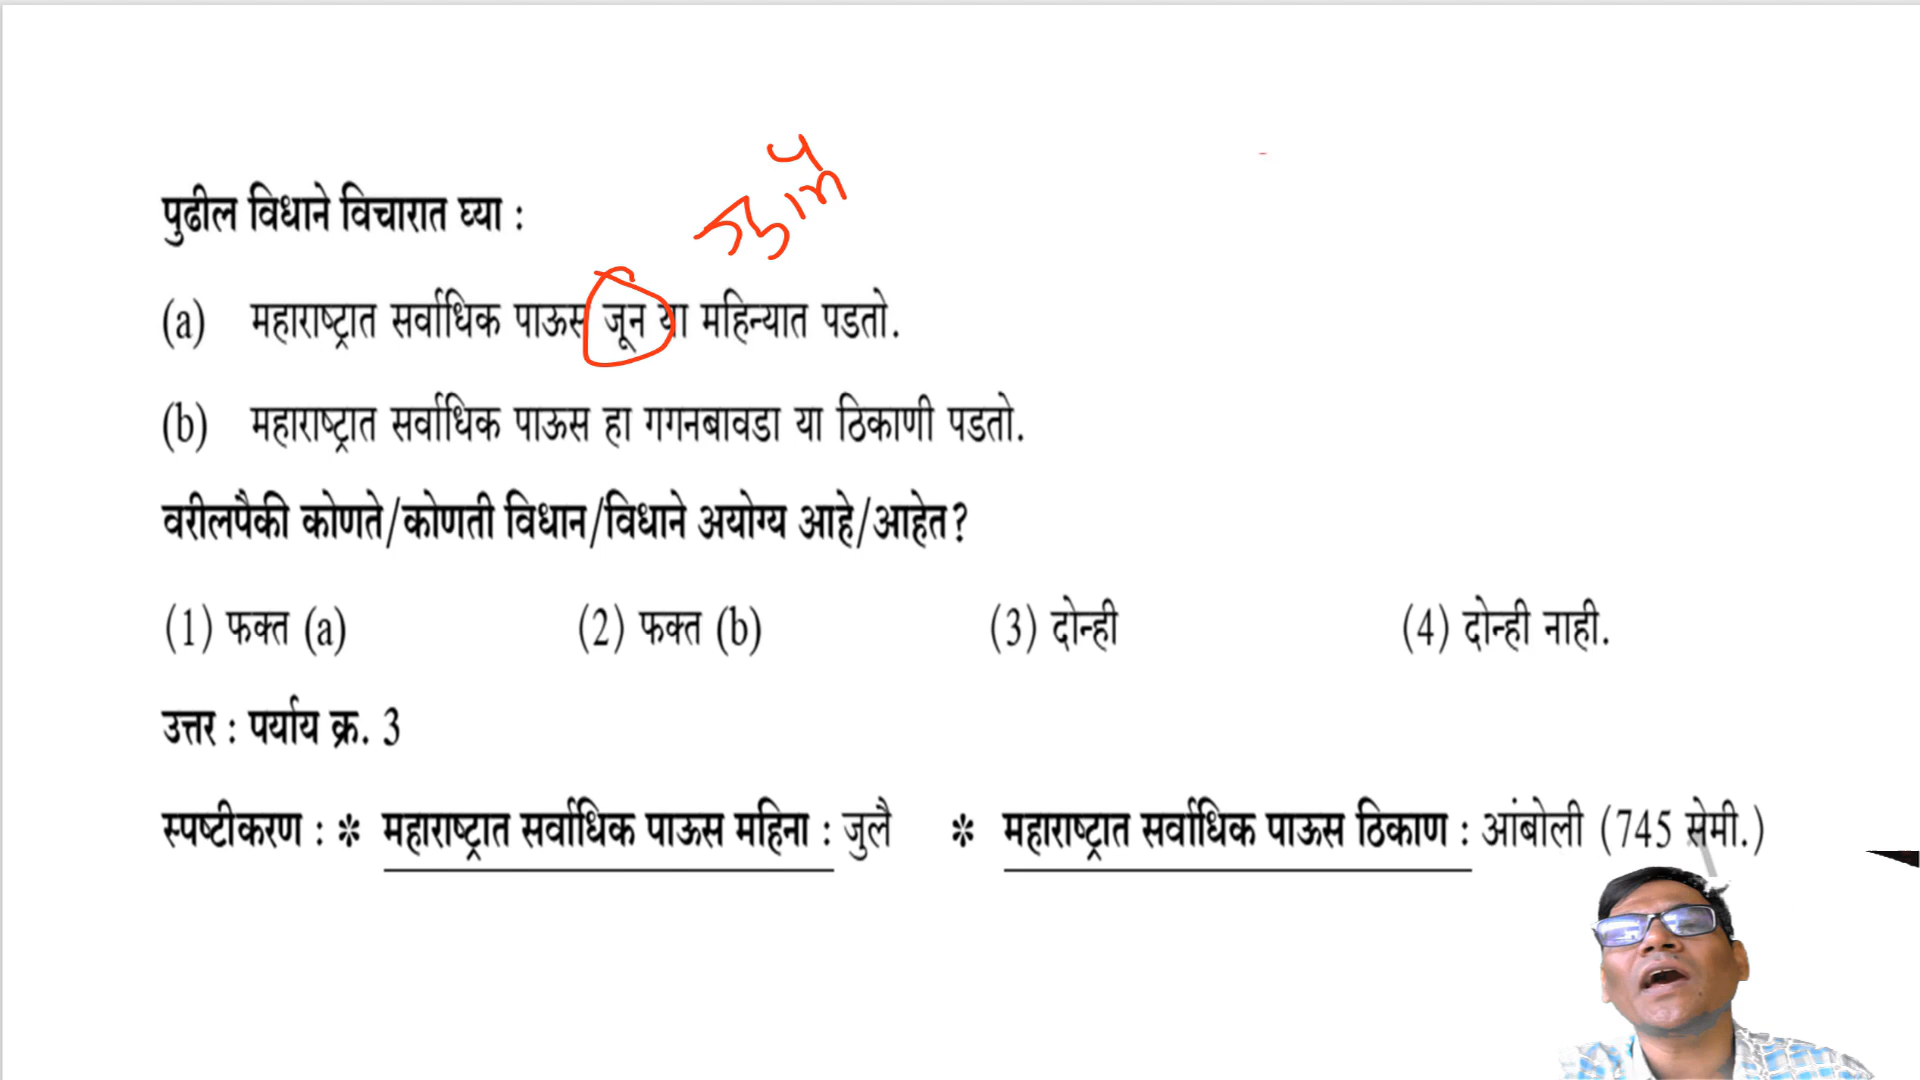 पुढील विधाने विचारात घ्या :
(a) महाराष्ट्रात सर्वाधिक पाऊस जून या महिन्यात पडतो.
(b) महाराष्ट्रात सर्वाधिक पाऊस हा गगनबावडा या ठिकाणी पडतो.
वरीलपैकी कोणते/कोणती विधान/विधाने अयोग्य आहे/आहेत?
(1) फक्त (a) (2) फक्त (b) (3) दोन्ही (4) दोन्ही नाही.
उत्तर : पर्याय क्र. 3
स्पष्टीकरण : * महाराष्ट्रात सर्वाधिक पाऊस महिना : जुलै * महाराष्ट्रात सर्वाधिक पाऊस ठिकाण : आंबोली (745 सेमी.)